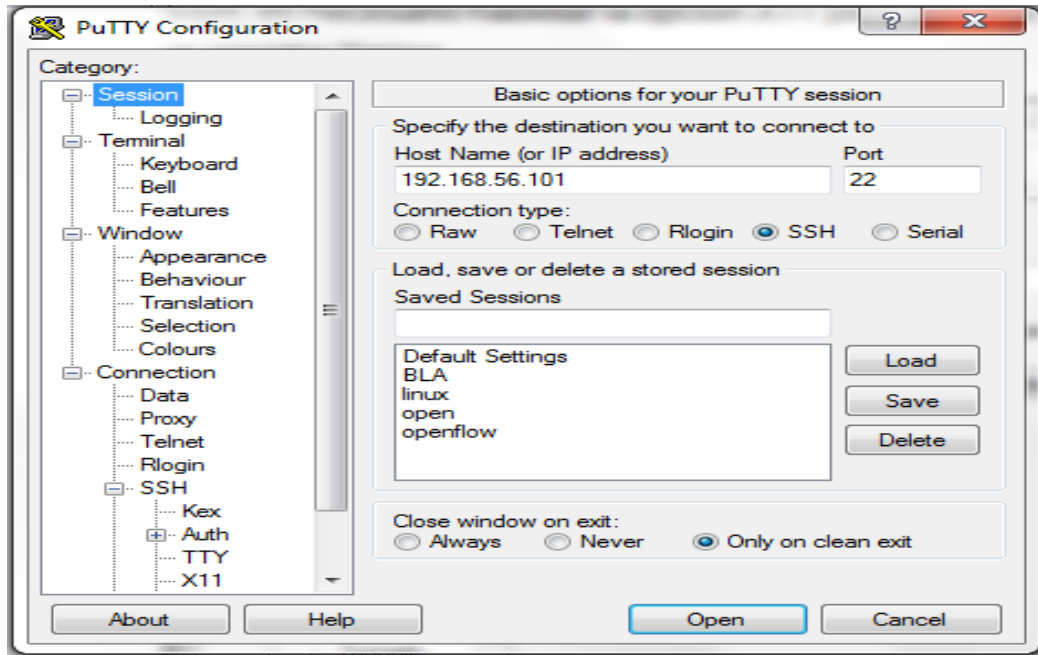 PuTTY Configuration
Category:
Session
Logging
Terminal
Keyboard
Bell
Features
Window
Appearance
Behaviour
Translation
Selection
Colours
Connection
Data
Proxy
Telnet
Rlogin
SSH
Kex
Auth
TTY
X11
Basic options for your PuTTY session
Specify the destination you want to connect to
Host Name (or IP address) Port
192.168.56.101 22
Connection type:
Raw Telnet Rlogin SSH Serial
Load, save or delete a stored session
Saved Sessions
Default Settings
BLA
linux
open
openflow
Load
Save
Delete
Close window on exit:
Always Never Only on clean exit
About Help Open Cancel